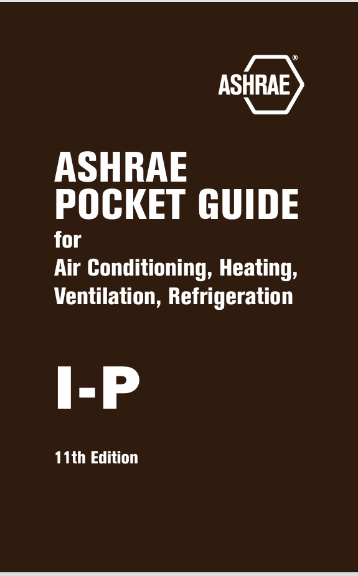 ASHRAE®
ASHRAE
POCKET GUIDE
for
Air Conditioning, Heating,
Ventilation, Refrigeration
I-P
11th Edition